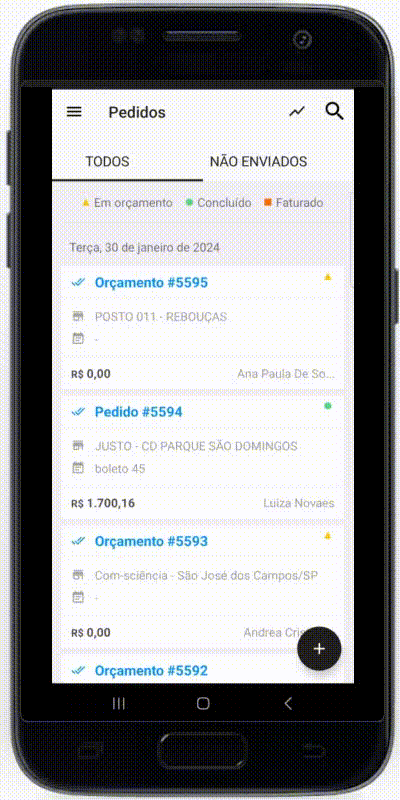 Pedidos
TODOS NÃO ENVIADOS
Em orçamento Concluído Faturado
Terça, 30 de janeiro de 2024
Orçamento #5595
POSTO 011 - REBOUÇAS
-
R$ 0,00 Ana Paula De So...
Pedido #5594
JUSTO - CD PARQUE SÃO DOMINGOS
boleto 45
R$ 1.700,16 Luiza Novaes
Orçamento #5593
Com-sciência - São José dos Campos/SP
-
R$ 0,00 Andrea
Orçamento #5592